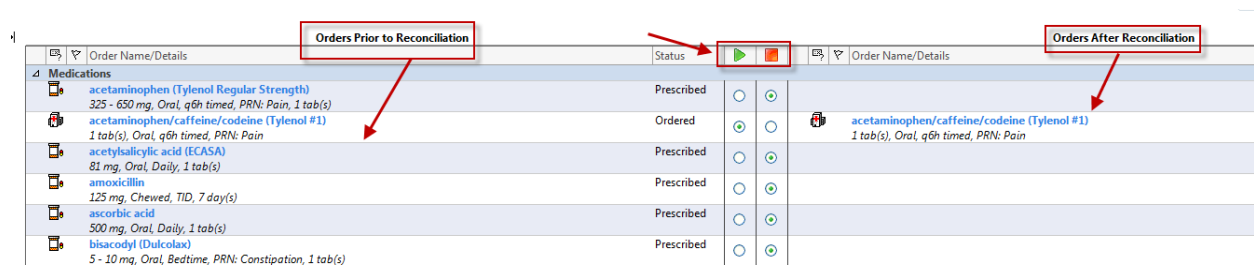 Orders Prior to Reconciliation
Orders After Reconciliation
Order Name/Details Status Order Name/Details
Medications
acetaminophen (Tylenol Regular Strength) Prescribed
325 - 650 mg, Oral, q6h timed, PRN: Pain, 1 tab(s)
acetaminophen/caffeine/codeine (Tylenol #1) Ordered acetaminophen/caffeine/codeine (Tylenol #1)
1 tab(s), Oral, q6h timed, PRN: Pain 1 tab(s), Oral, q6h timed, PRN: Pain
acetylsalicylic acid (ECASA) Prescribed
81 mg, Oral, Daily, 1 tab(s)
amoxicillin Prescribed
125 mg, Chewed, TID, 7 day(s)
ascorbic acid Prescribed
500 mg, Oral, Daily, 1 tab(s)
bisacodyl (Dulcolax) Prescribed
5 - 10 mg, Oral, Bedtime, PRN: Constipation, 1 tab(s)